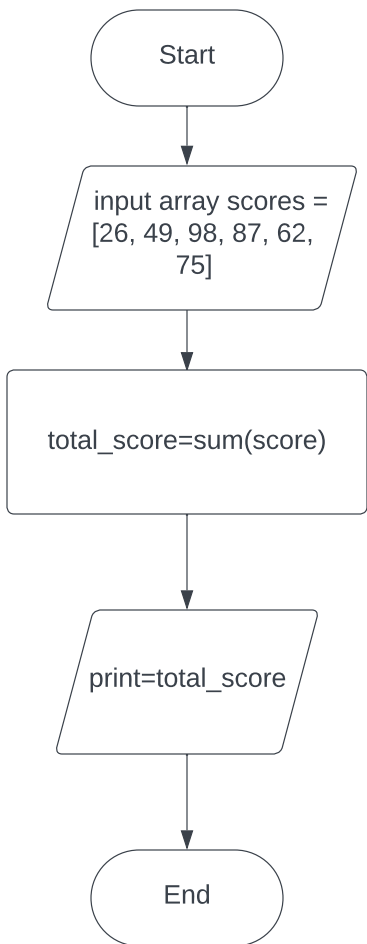 Start
input array scores =
[26, 49, 98, 87, 62,
75]
total_score=sum(score)
print=total_score
End